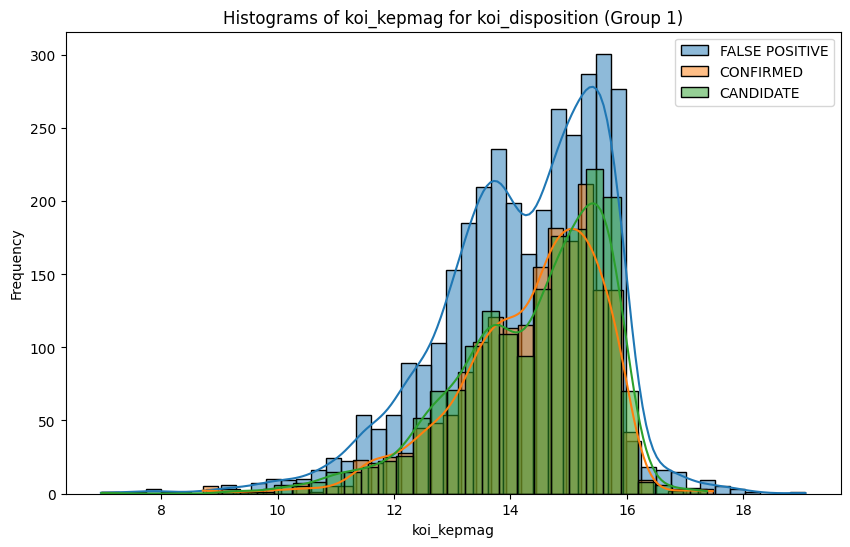 Histograms of koi_kepmag for koi_disposition (Group 1)
FALSE POSITIVE
CONFIRMED
CANDIDATE
Frequency
300
250
200
150
100
50
0
8 10 12 14 16 18
koi_kepmag